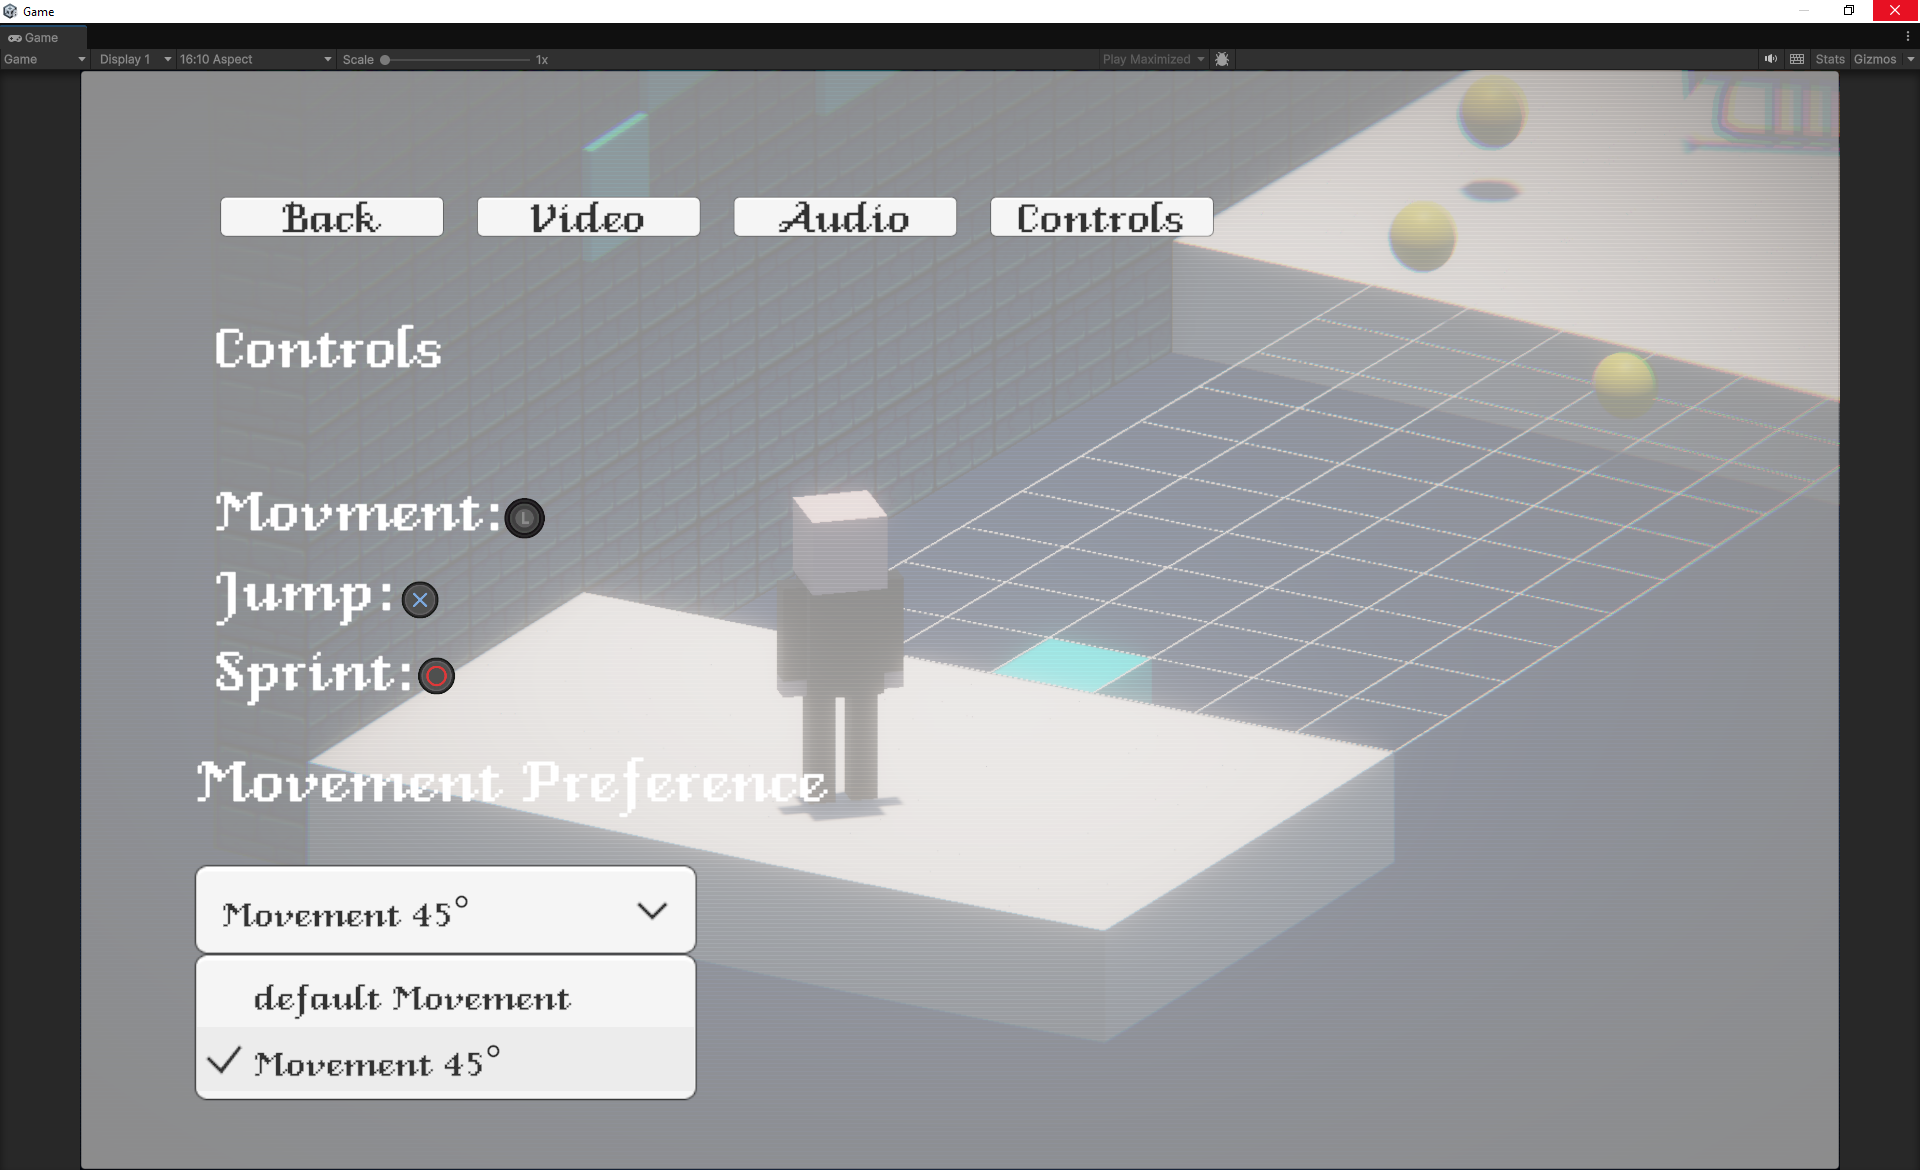 Game
Game
Game Display 1 16:10 Aspect Scale 1x Play Maximized Stats Gizmos
Back Video Audio Controls
Controls
Movment: L
Jump:
Sprint:
Movement Preference
Movement 45°
default Movement
Movement 45°